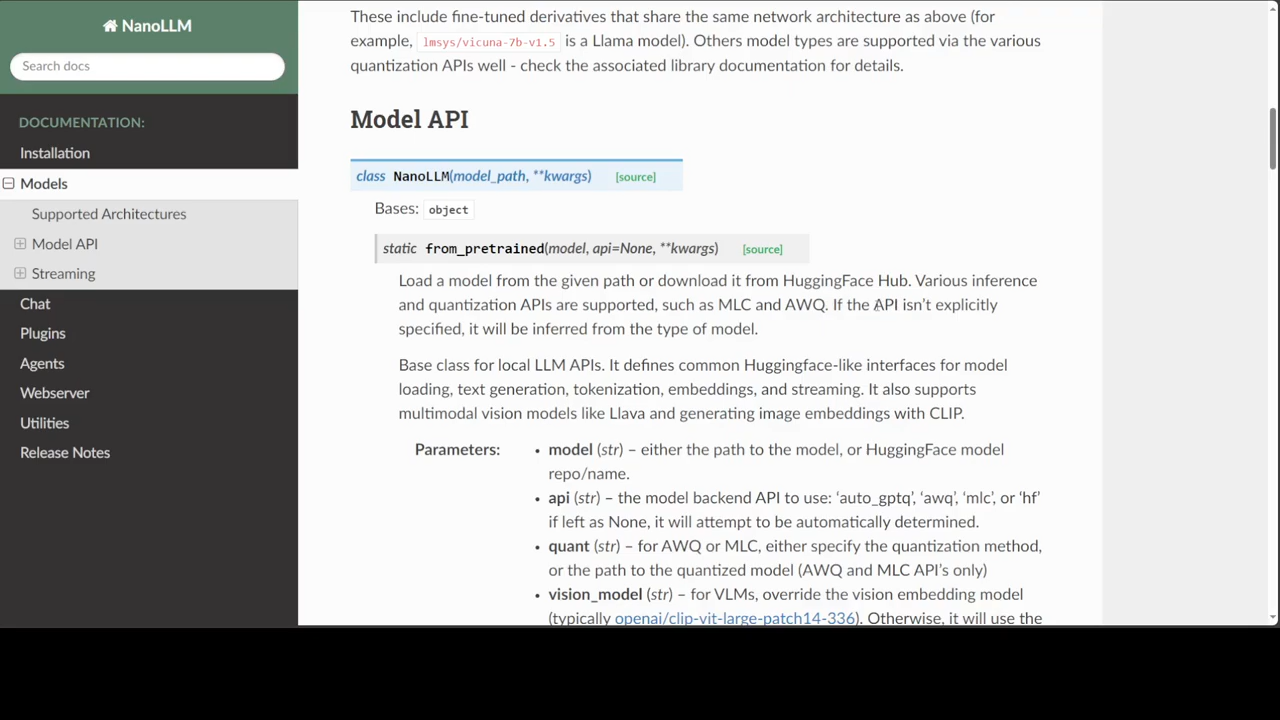 NanoLLM
Search docs
DOCUMENTATION:
Installation
Models
Supported Architectures
Model API
Streaming
Chat
Plugins
Agents
Webserver
Utilities
Release Notes
These include fine-tuned derivatives that share the same network architecture as above (for
example, lmsys/vicuna-7b-v1.5 is a Llama model). Others model types are supported via the various
quantization APIs well - check the associated library documentation for details.
Model API
class NanoLLM(model_path, **kwargs) [source]
Bases: object
static from_pretrained(model, api=None, **kwargs) [source]
Load a model from the given path or download it from HuggingFace Hub. Various inference
and quantization APIs are supported, such as MLC and AWQ. If the API isn't explicitly
specified, it will be inferred from the type of model.
Base class for local LLM APIs. It defines common Huggingface-like interfaces for model
loading, text generation, tokenization, embeddings, and streaming. It also supports
multimodal vision models like Llava and generating image embeddings with CLIP.
Parameters: • model (str) – either the path to the model, or HuggingFace model
repo/name.
• api (str) – the model backend API to use: 'auto_gptq', 'awq', 'mlc', or 'hf'
if left as None, it will attempt to be automatically determined.
• quant (str) – for AWQ or MLC, either specify the quantization method,
or the path to the quantized model (AWQ and MLC API's only)
• vision_model (str) – for VLMs, override the vision embedding model
(typically openai/clip-vit-large-patch14-336). Otherwise, it will use the